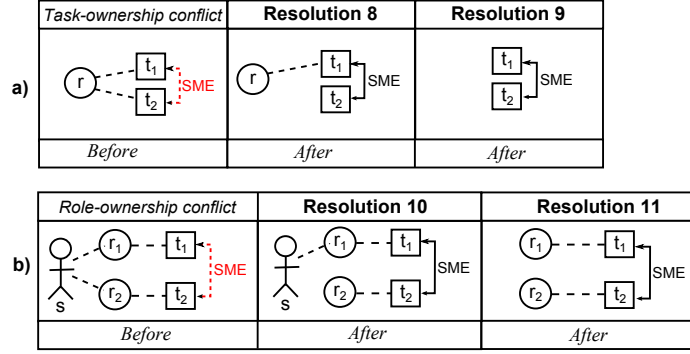 Task-ownership conflict Resolution 8 Resolution 9
a)
r t1 t2 SME
r t1 t2 SME
t1 t2 SME
Before After After
Role-ownership conflict Resolution 10 Resolution 11
b)
s r1 t1 r2 t2 SME
s r1 t1 r2 t2 SME
r1 t1 r2 t2 SME
Before After After